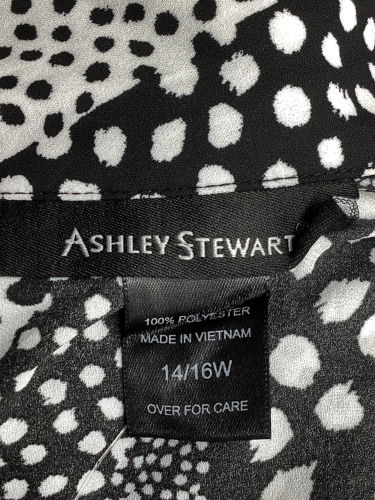 ASHLEY STEWART
100% POLYESTER
MADE IN VIETNAM
14/16W
OVER FOR CARE